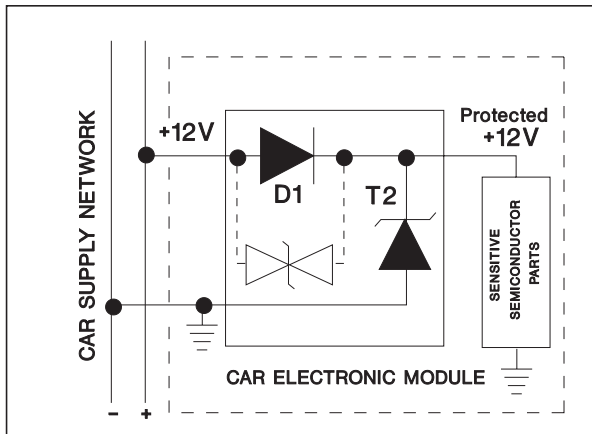 CAR SUPPLY NETWORK
+12V
D1
T2
Protected
+12V
SENSITIVE
SEMICONDUCTOR
PARTS
CAR ELECTRONIC MODULE
- +